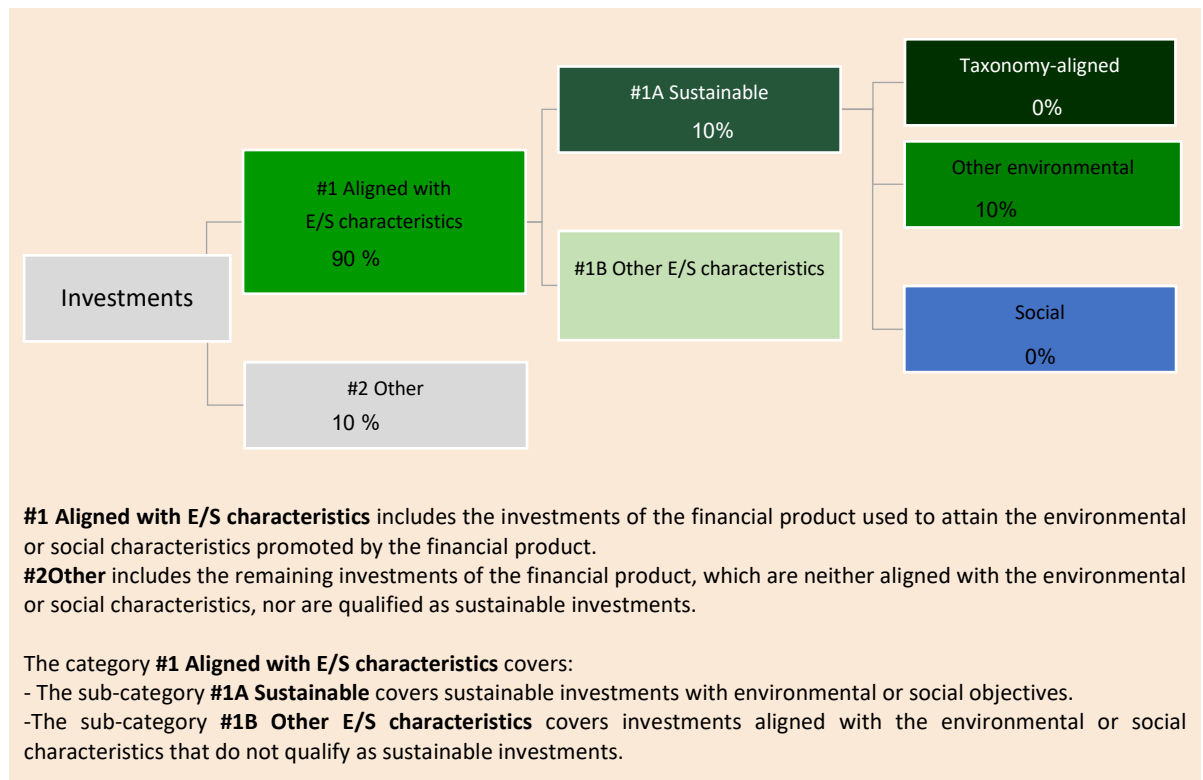 Taxonomy-aligned
0%
#1A Sustainable
10%
Other environmental
10%
#1 Aligned with
E/S characteristics
90 %
#1B Other E/S characteristics
Investments
Social
0%
#2 Other
10 %
#1 Aligned with E/S characteristics includes the investments of the financial product used to attain the environmental
or social characteristics promoted by the financial product.
#2Other includes the remaining investments of the financial product, which are neither aligned with the environmental
or social characteristics, nor are qualified as sustainable investments.
The category #1 Aligned with E/S characteristics covers:
- The sub-category #1A Sustainable covers sustainable investments with environmental or social objectives.
-The sub-category #1B Other E/S characteristics covers investments aligned with the environmental or social
characteristics that do not qualify as sustainable investments.